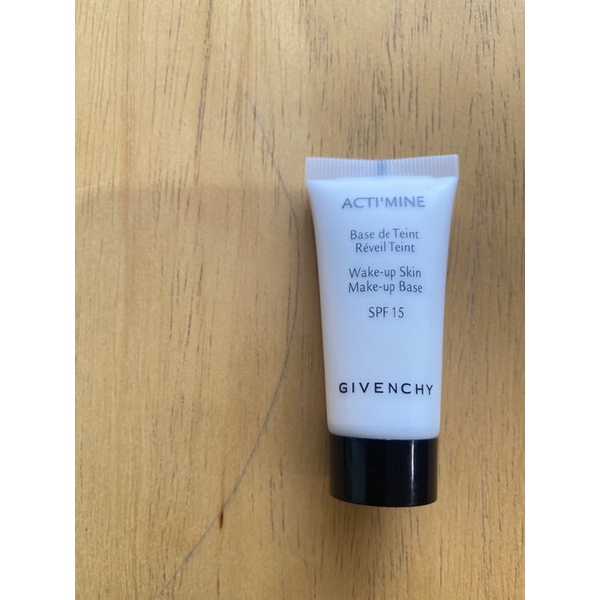 ACTI'MINE
Base de Teint
Réveil Teint
Wake-up Skin
Make-up Base
SPF 15
GIVENCHY